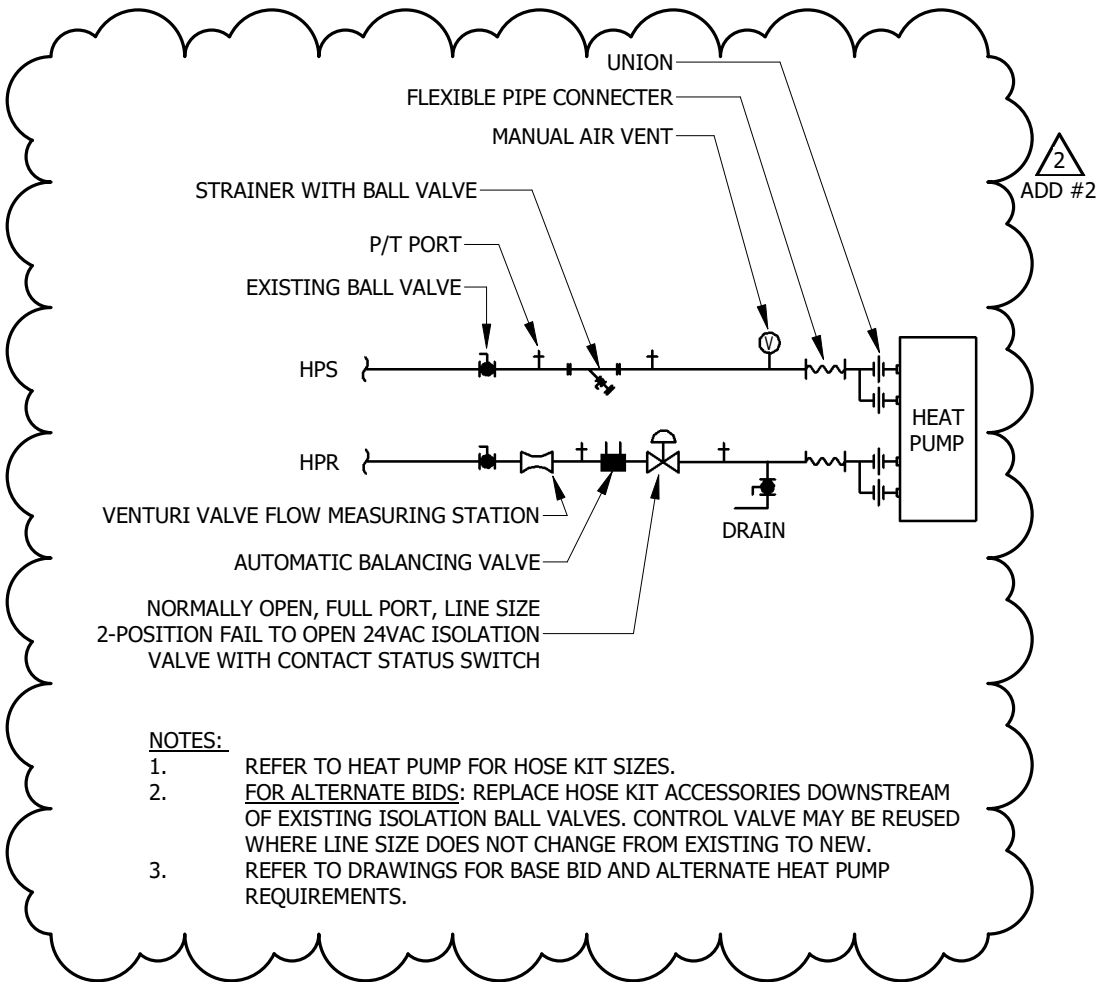 UNION
FLEXIBLE PIPE CONNECTER
MANUAL AIR VENT
2
ADD #2
STRAINER WITH BALL VALVE
P/T PORT
EXISTING BALL VALVE
V
HPS
HEAT
PUMP
HPR
VENTURI VALVE FLOW MEASURING STATION
DRAIN
AUTOMATIC BALANCING VALVE
NORMALLY OPEN, FULL PORT, LINE SIZE
2-POSITION FAIL TO OPEN 24VAC ISOLATION
VALVE WITH CONTACT STATUS SWITCH
NOTES:
1. REFER TO HEAT PUMP FOR HOSE KIT SIZES.
2. FOR ALTERNATE BIDS: REPLACE HOSE KIT ACCESSORIES DOWNSTREAM
OF EXISTING ISOLATION BALL VALVES. CONTROL VALVE MAY BE REUSED
WHERE LINE SIZE DOES NOT CHANGE FROM EXISTING TO NEW.
3. REFER TO DRAWINGS FOR BASE BID AND ALTERNATE HEAT PUMP
REQUIREMENTS.